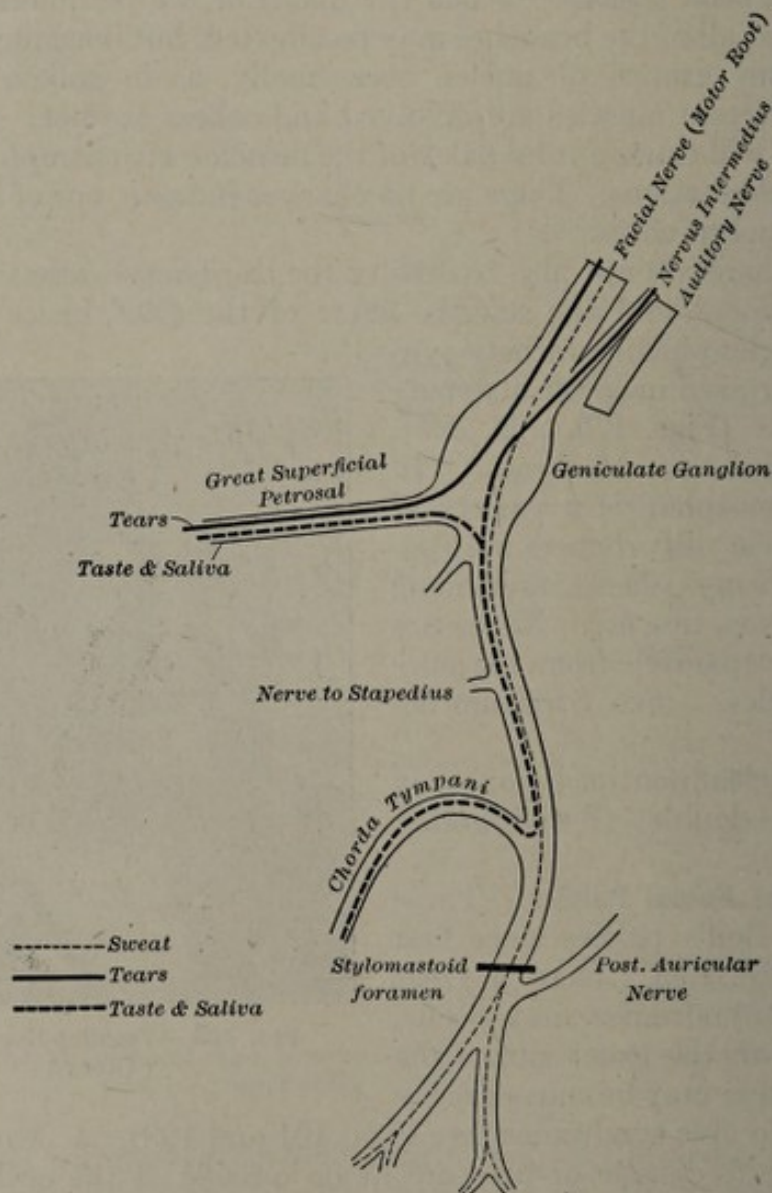 Facial Nerve (Motor Root)
Nervus Intermedius
Auditory Nerve
Great Superficial
Petrosal
Geniculate Ganglion
Tears
Taste & Saliva
Nerve to Stapedius
Chorda Tympani
Sweat
Tears
Taste & Saliva
Stylomastoid
foramen
Post. Auricular
Nerve